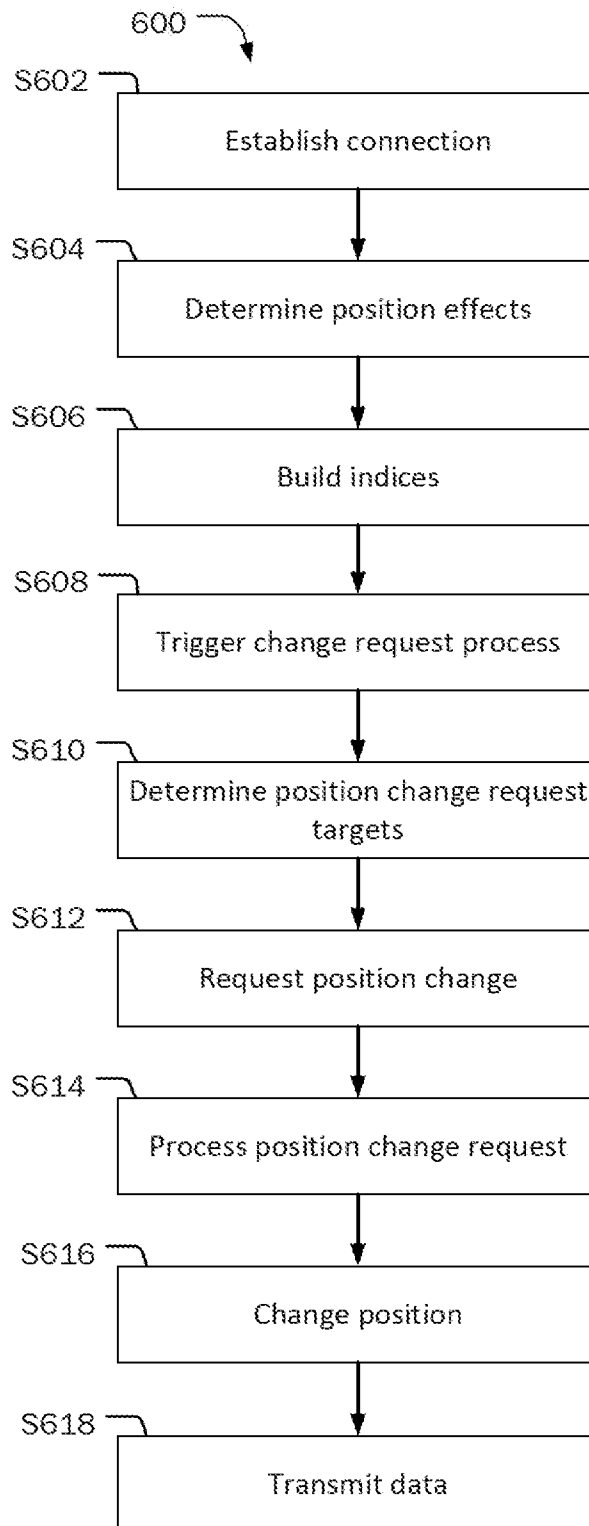 600
S602
Establish connection
S604
Determine position effects
S606
Build indices
S608
Trigger change request process
S610
Determine position change request
targets
S612
Request position change
S614
Process position change request
S616
Change position
S618
Transmit data